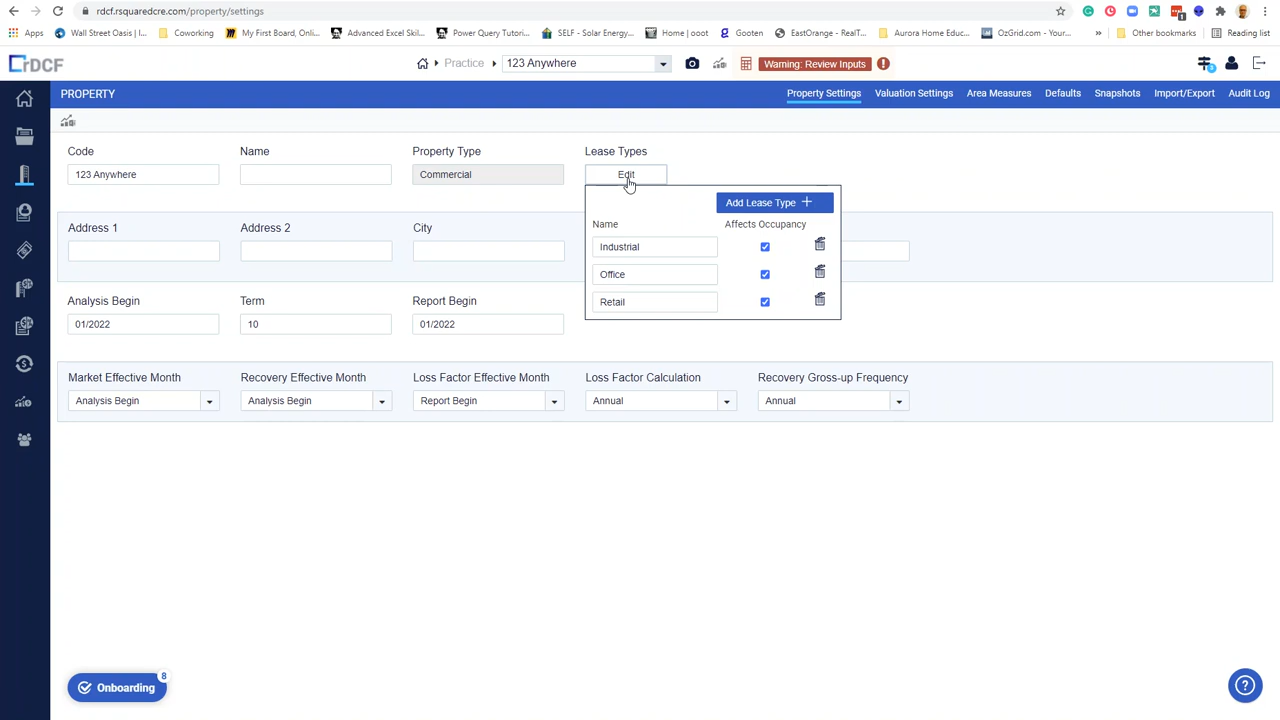 rdcf.rsquaredcre.com/property/settings
Apps Wall Street Oasis | I... Coworking My First Board, Onli... Advanced Excel Skil... Power Query Tutori... SELF - Solar Energy... Home | ooot Gooten EastOrange - RealT... Aurora Home Educ... OzGrid.com - Your... » Other bookmarks Reading list
rDCF Practice 123 Anywhere Warning: Review Inputs
PROPERTY Property Settings Valuation Settings Area Measures Defaults Snapshots Import/Export Audit Log
Code Name Property Type Lease Types
123 Anywhere Commercial Edit
Add Lease Type +
Name Affects Occupancy
Industrial
Office
Retail
Address 1 Address 2 City
Analysis Begin Term Report Begin
01/2022 10 01/2022
Market Effective Month Recovery Effective Month Loss Factor Effective Month Loss Factor Calculation Recovery Gross-up Frequency
Analysis Begin Analysis Begin Report Begin Annual Annual
Onboarding 8
?